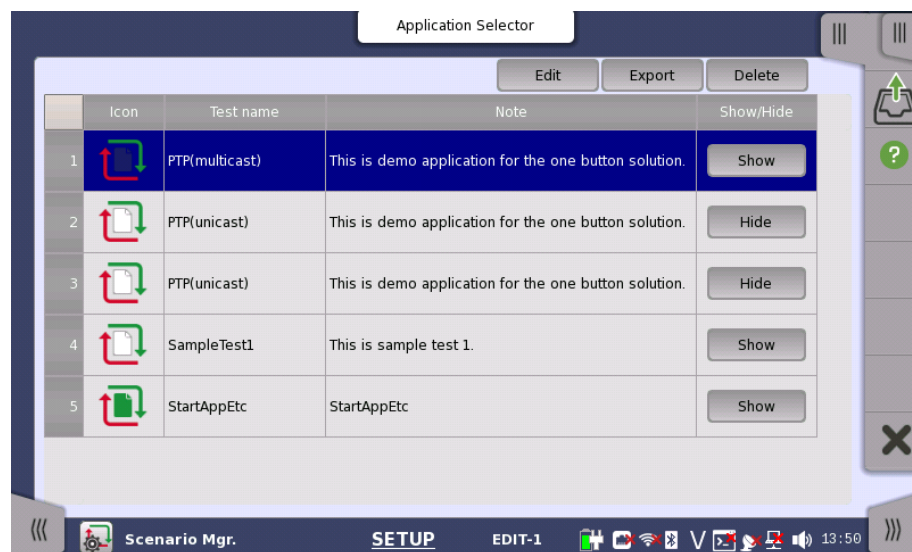 Application Selector
Edit Export Delete
Icon Test name Note Show/Hide
1 PTP(multicast) This is demo application for the one button solution. Show
2 PTP(unicast) This is demo application for the one button solution. Hide
3 PTP(unicast) This is demo application for the one button solution. Hide
4 SampleTest1 This is sample test 1. Show
5 StartAppEtc StartAppEtc Show
Scenario Mgr. SETUP EDIT-1 13:50